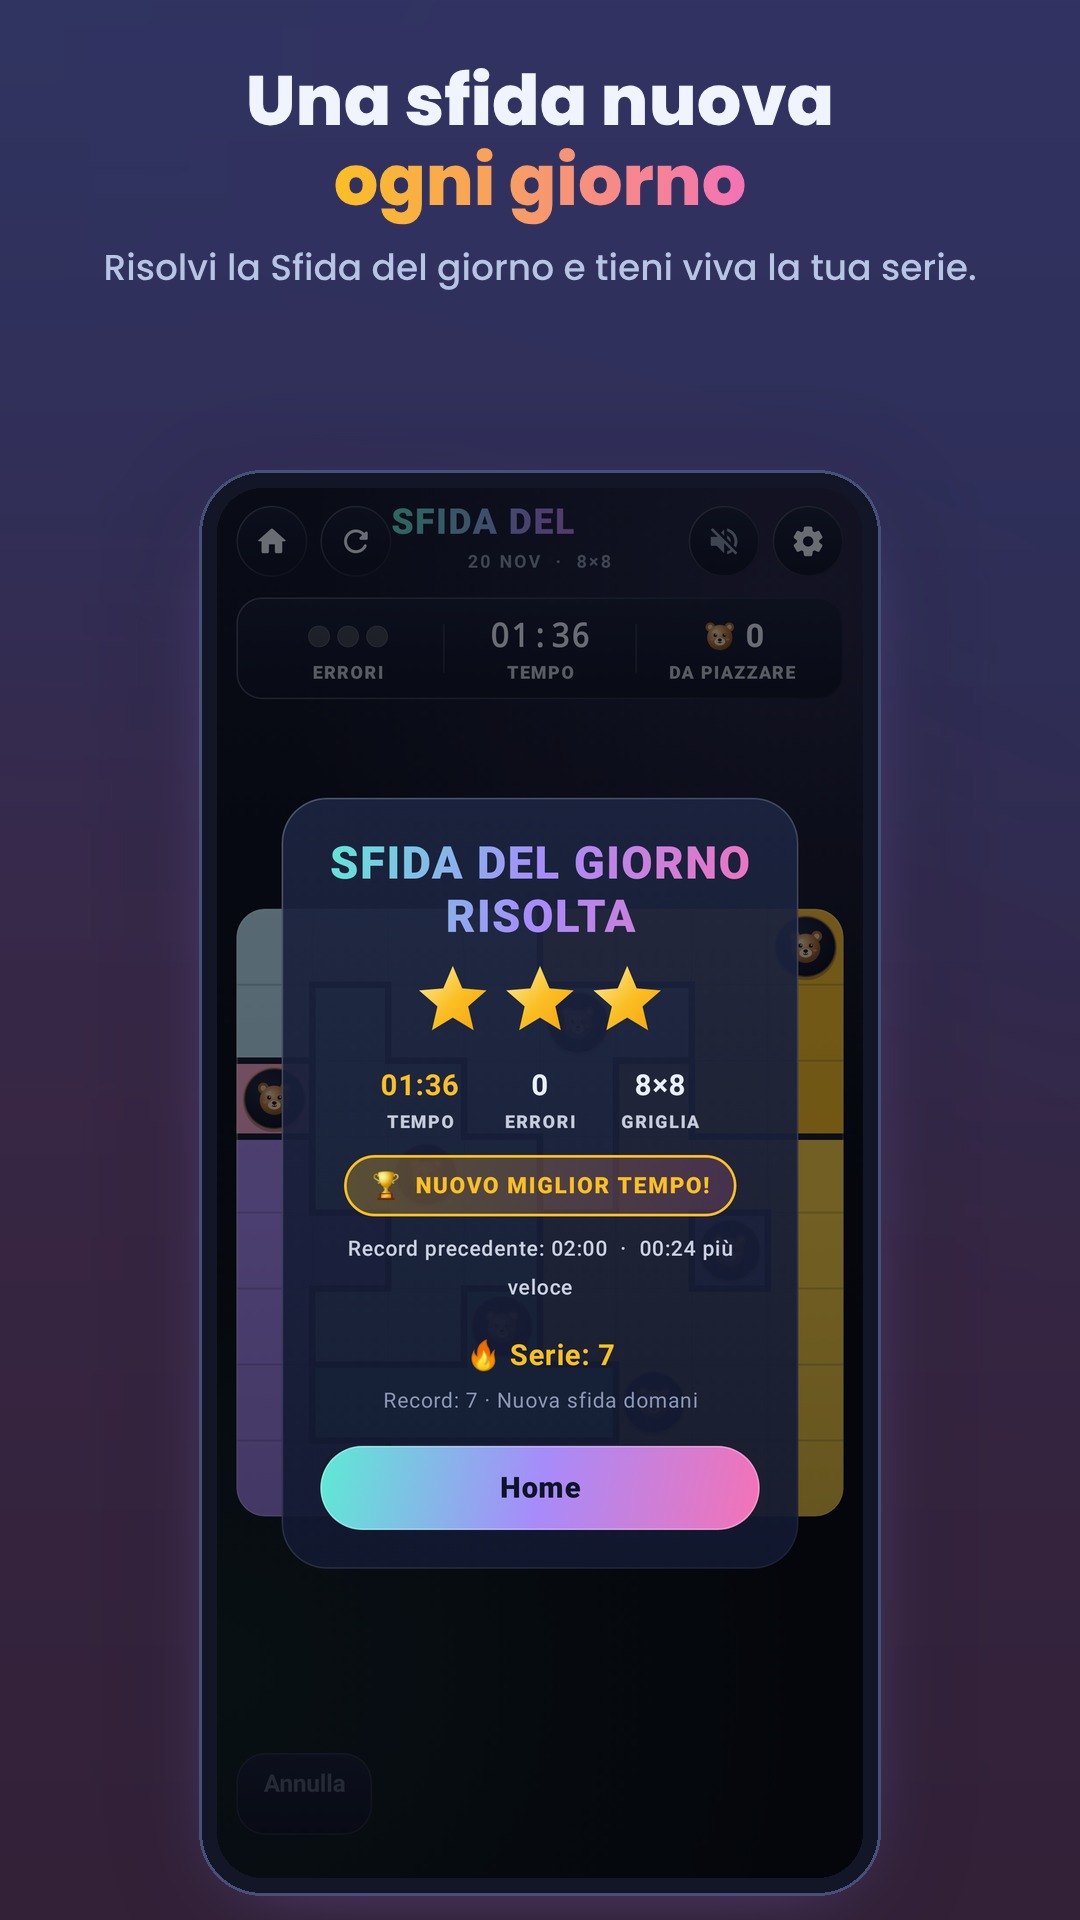 Una sfida nuova
ogni giorno
Risolvi la Sfida del giorno e tieni viva la tua serie.
SFIDA DEL
20 NOV · 8×8
01:36
0
ERRORI
TEMPO
DA PIAZZARE
SFIDA DEL GIORNO
RISOLTA
01:36
0
8×8
TEMPO
ERRORI
GRIGLIA
🏆 NUOVO MIGLIOR TEMPO!
Record precedente: 02:00 · 00:24 più
veloce
🔥 Serie: 7
Record: 7 · Nuova sfida domani
Home
Annulla